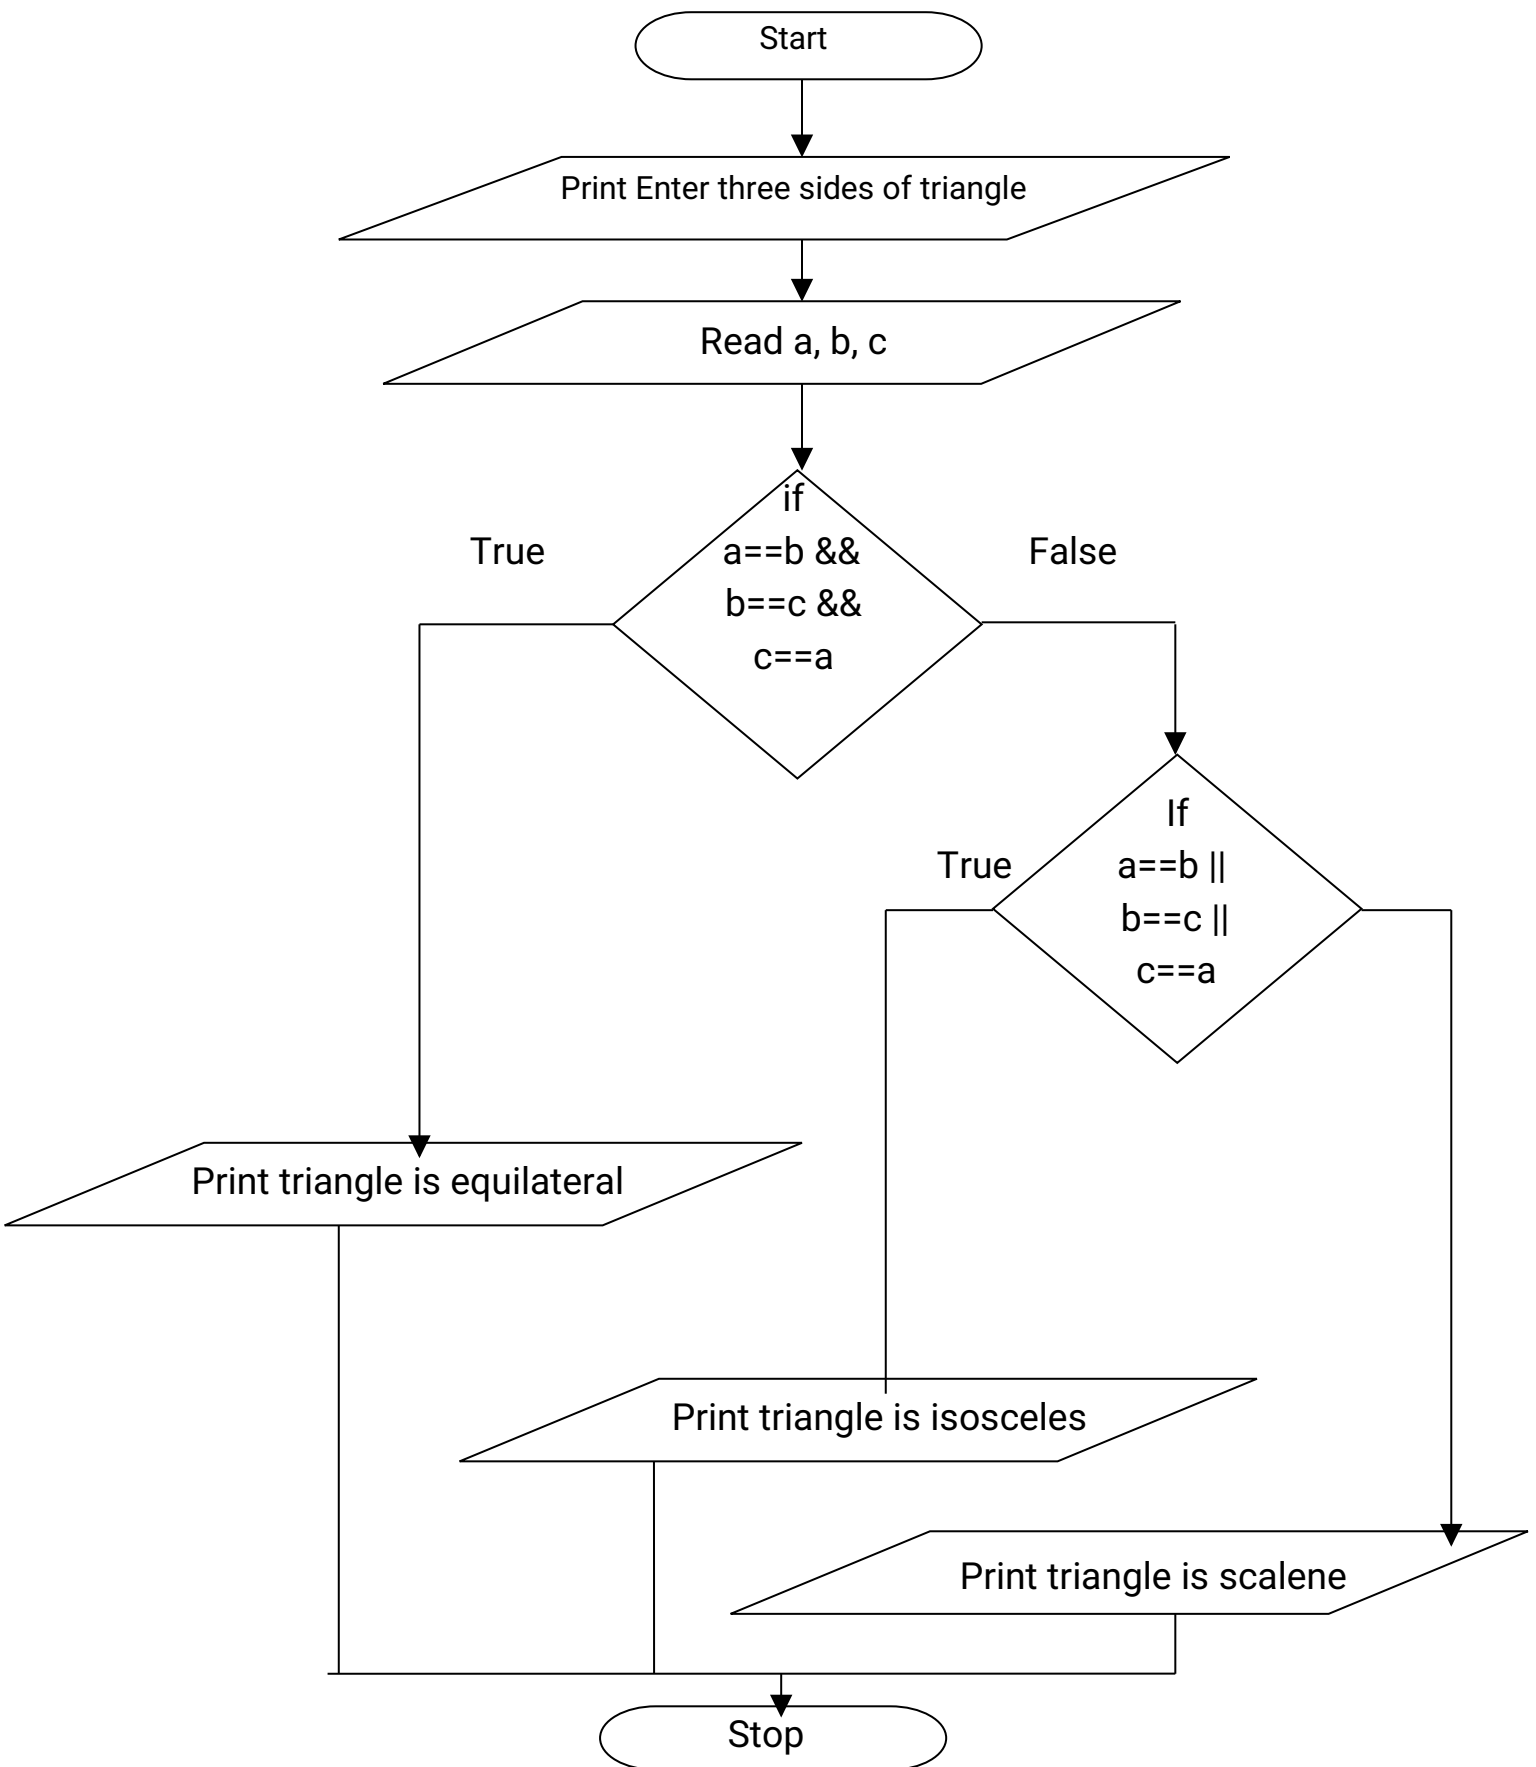 Start
Print Enter three sides of triangle
Read a, b, c
if
a==b &&
b==c &&
c==a
True
False
If
a==b ||
b==c ||
c==a
True
Print triangle is equilateral
Print triangle is isosceles
Print triangle is scalene
Stop